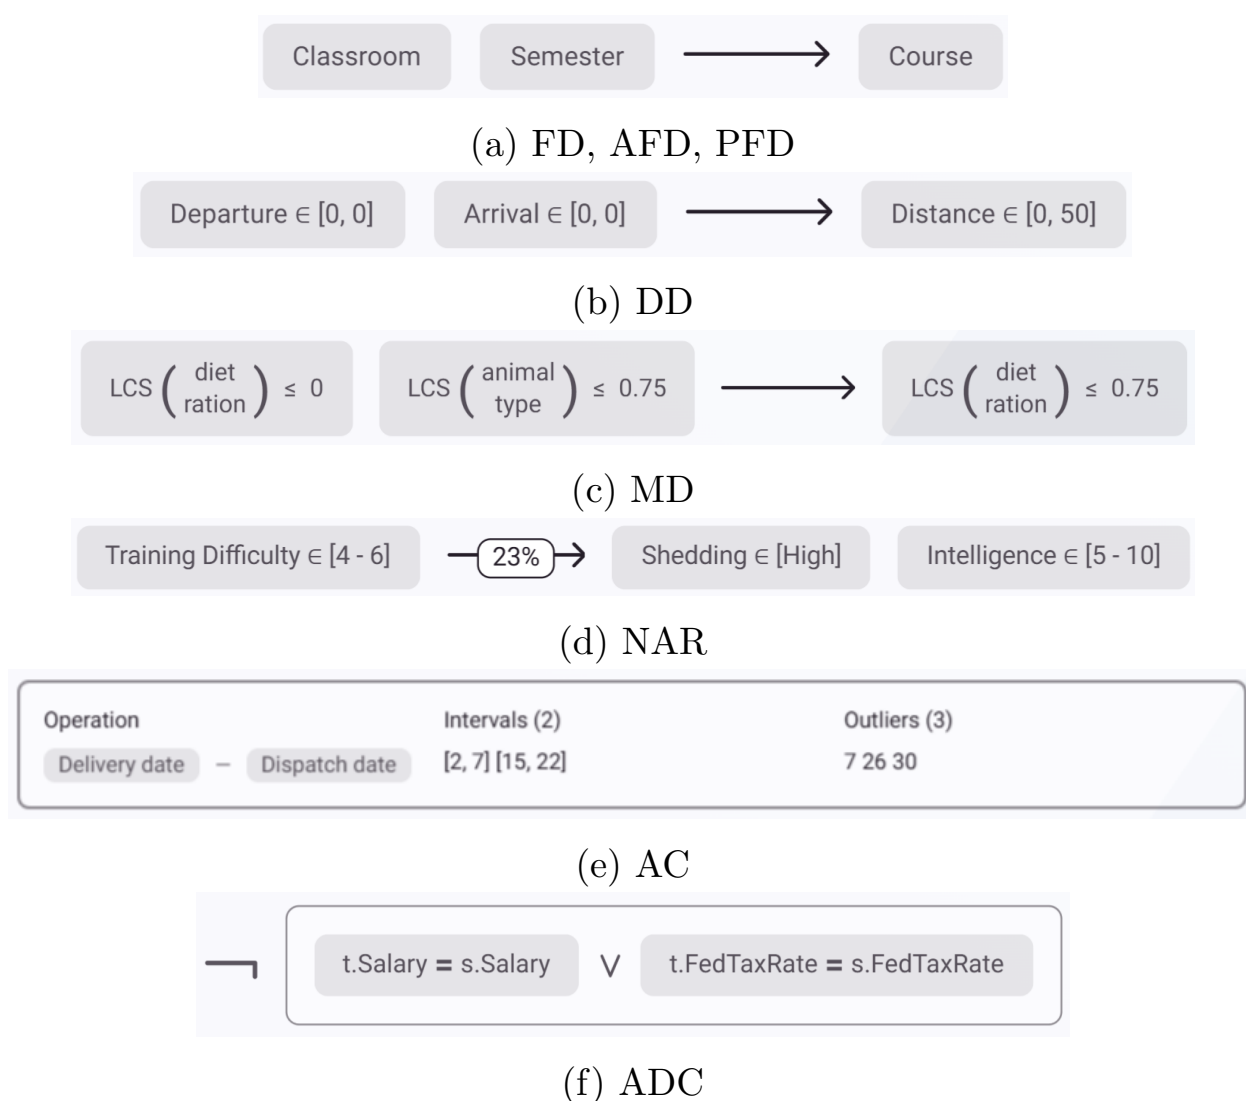 Classroom Semester → Course
(a) FD, AFD, PFD
Departure ∈ [0, 0] Arrival ∈ [0, 0] → Distance ∈ [0, 50]
(b) DD
LCS ( diet ration ) ≤ 0 LCS ( animal type ) ≤ 0.75 → LCS ( diet ration ) ≤ 0.75
(c) MD
Training Difficulty ∈ [4 - 6] 23% → Shedding ∈ [High] Intelligence ∈ [5 - 10]
(d) NAR
Operation Intervals (2) Outliers (3)
Delivery date – Dispatch date [2, 7] [15, 22] 7 26 30
(e) AC
¬ t.Salary = s.Salary ∨ t.FedTaxRate = s.FedTaxRate
(f) ADC